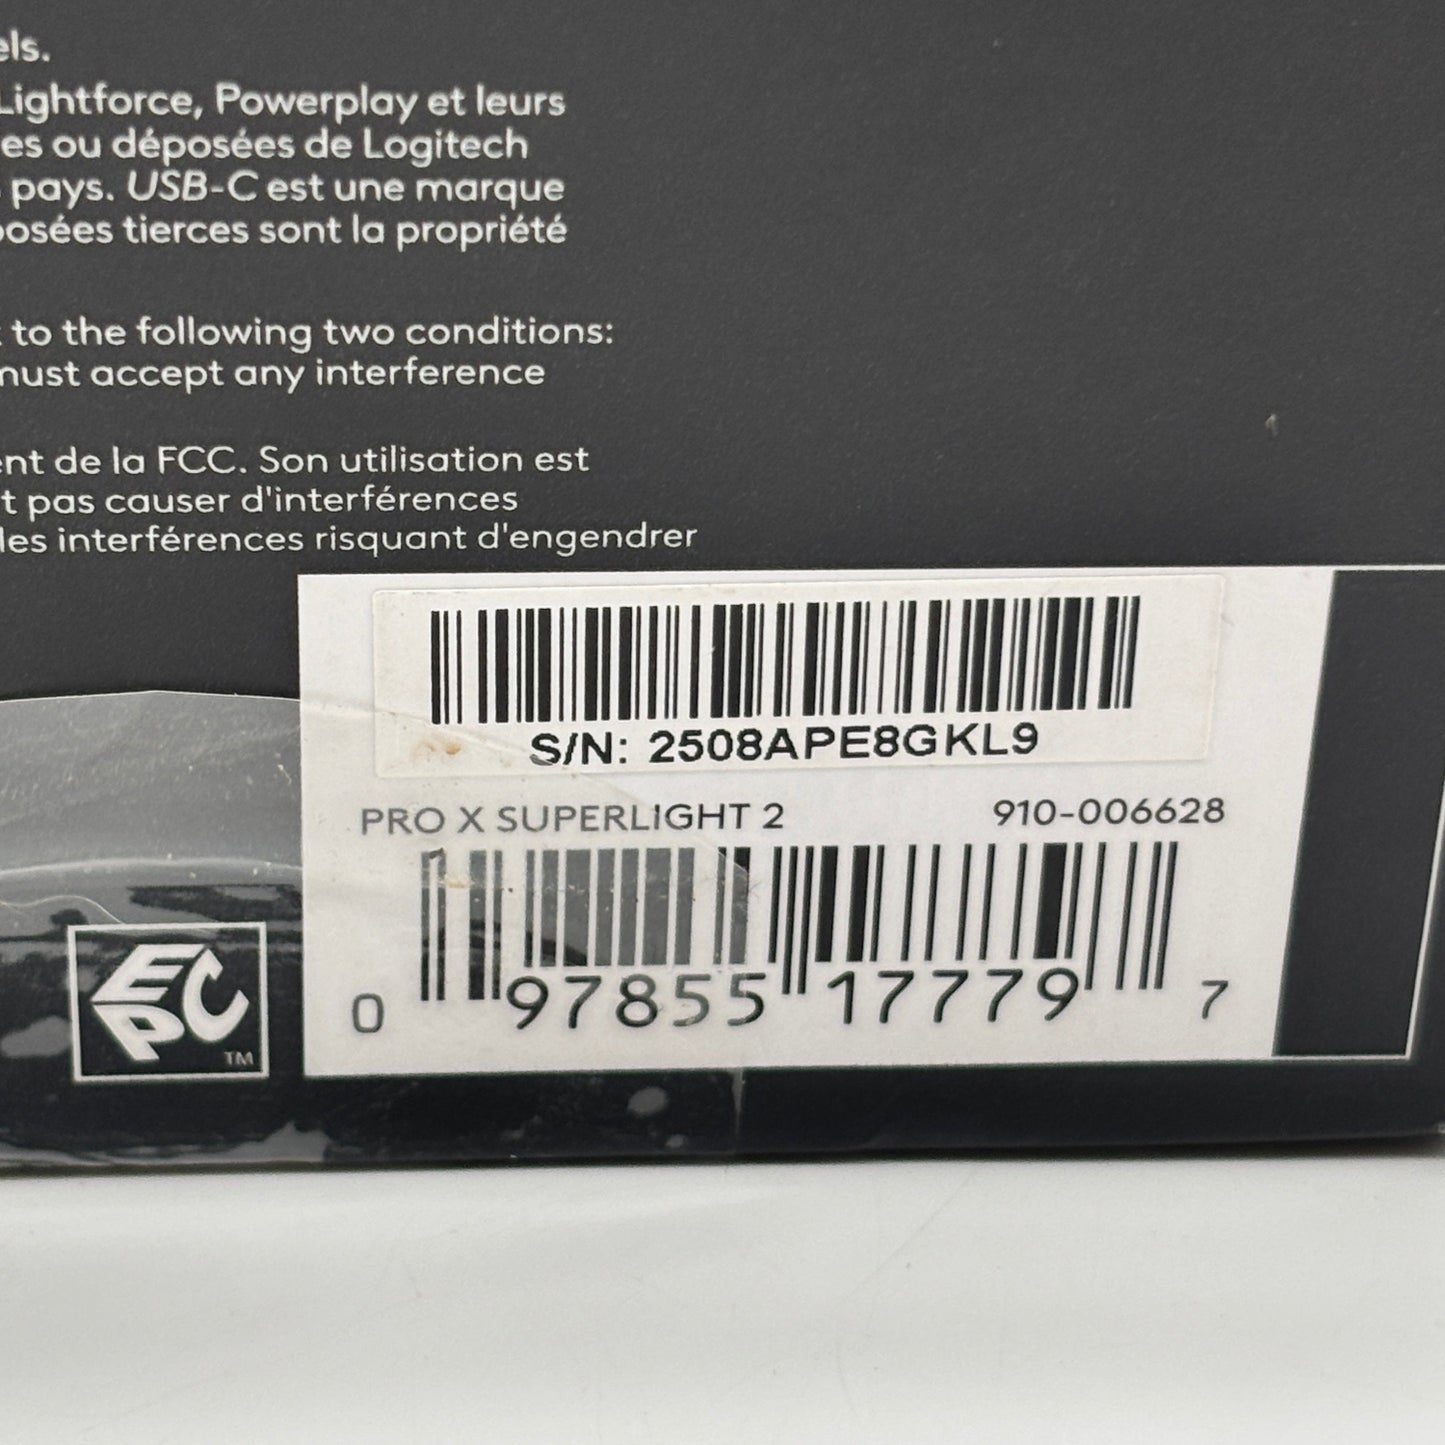 els.
Lightforce, Powerplay et leurs
es ou déposées de Logitech
pays. USB-C est une marque
posées tierces sont la propriété
to the following two conditions:
must accept any interference
ent de la FCC. Son utilisation est
t pas causer d'interférences
les interférences risquant d'engendrer
S/N: 2508APE8GKL9
PRO X SUPERLIGHT 2 910-006628
0 97855 17779 7
EPC TM